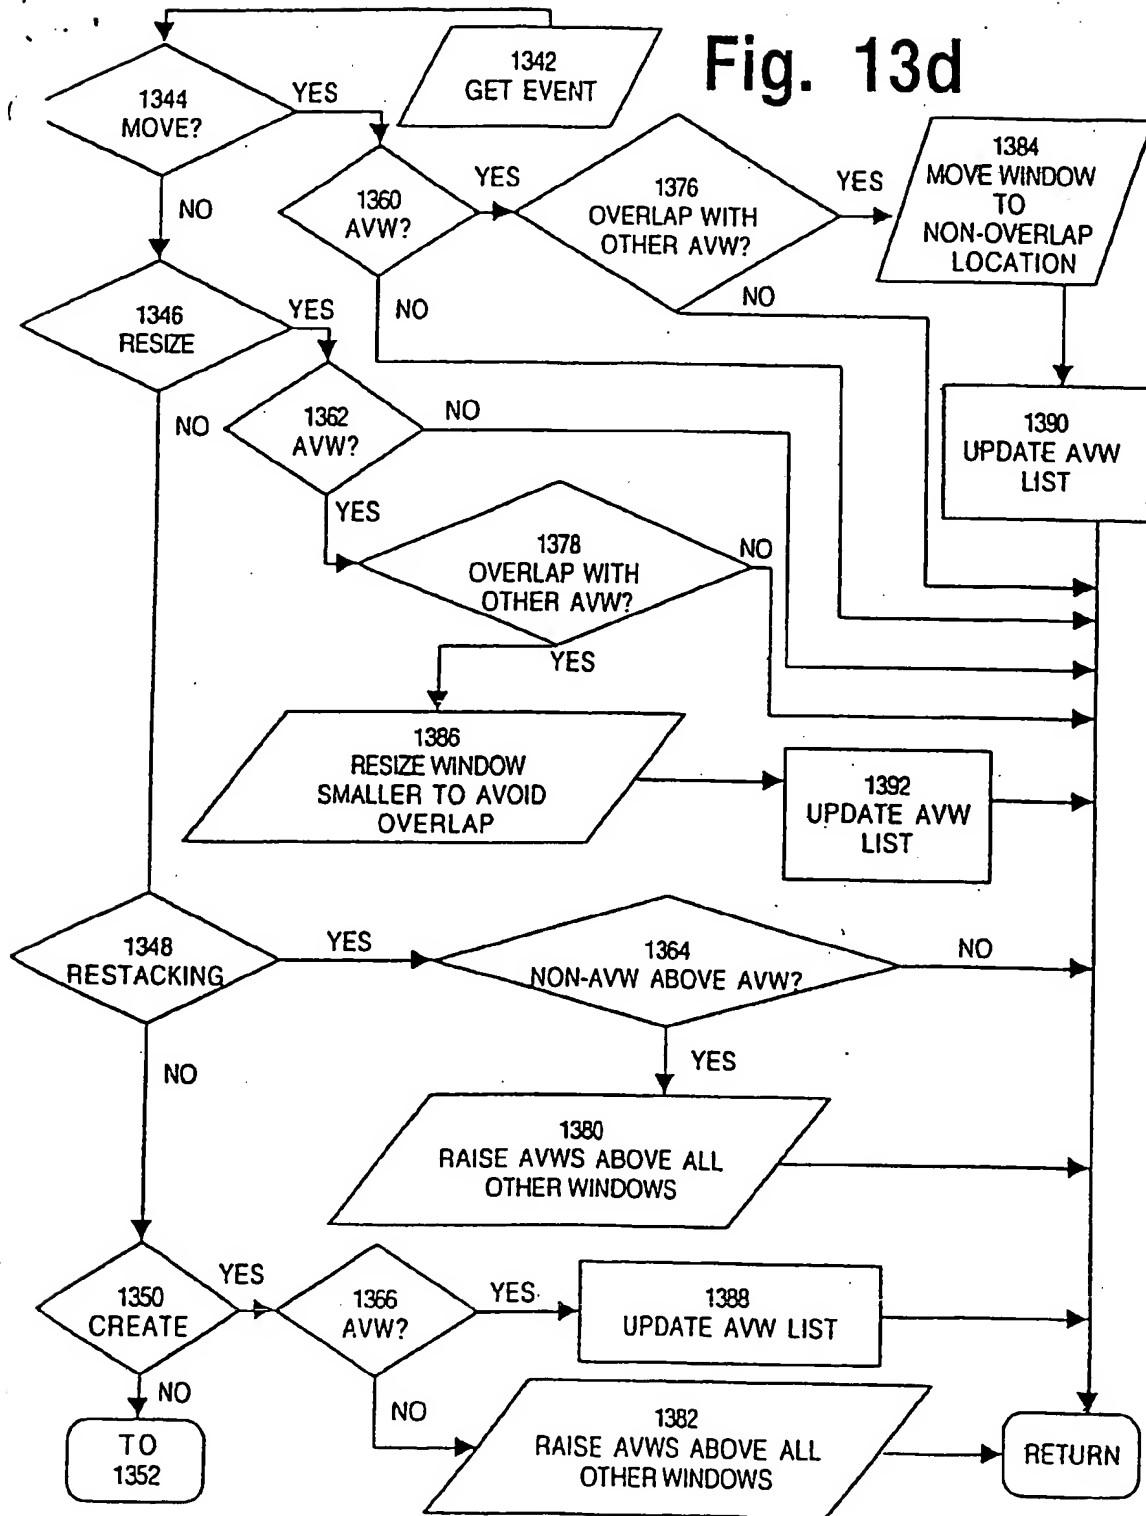 Fig. 13d
1342
GET EVENT
1344
MOVE?
YES
NO
1360
AVW?
YES
NO
1376
OVERLAP WITH
OTHER AVW?
YES
NO
1384
MOVE WINDOW
TO
NON-OVERLAP
LOCATION
1390
UPDATE AVW
LIST
1346
RESIZE
YES
NO
1362
AVW?
NO
YES
1378
OVERLAP WITH
OTHER AVW?
NO
YES
1386
RESIZE WINDOW
SMALLER TO AVOID
OVERLAP
1392
UPDATE AVW
LIST
1348
RESTACKING
YES
NO
1364
NON-AVW ABOVE AVW?
NO
YES
1380
RAISE AVWS ABOVE ALL
OTHER WINDOWS
1350
CREATE
YES
NO
1366
AVW?
YES
NO
1388
UPDATE AVW LIST
1382
RAISE AVWS ABOVE ALL
OTHER WINDOWS
TO
1352
RETURN